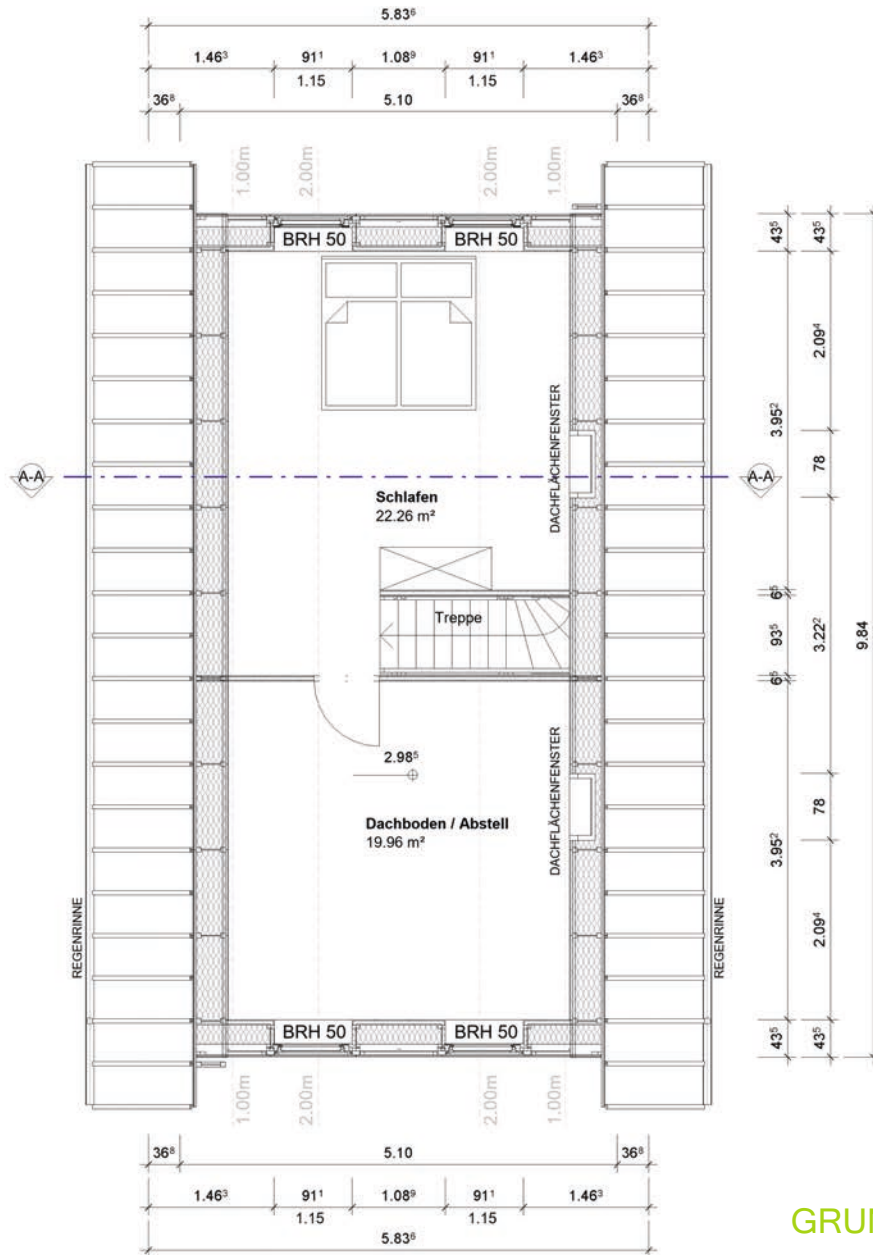 5.83⁶
1.46³ 91¹ 1.08⁹ 91¹ 1.46³
1.15 1.15
36⁸ 5.10 36⁸
1.00m 2.00m 2.00m 1.00m
BRH 50 BRH 50
43⁵ 43⁵
2.09⁴
3.95²
DACHFLÄCHENFENSTER
78
A-A A-A
Schlafen
22.26 m²
6⁵
Treppe
93⁵ 3.22² 9.84
6⁵
2.98⁵
DACHFLÄCHENFENSTER
78
Dachboden / Abstell
19.96 m²
3.95²
2.09⁴
REGENRINNE REGENRINNE
BRH 50 BRH 50
43⁵ 43⁵
1.00m 2.00m 2.00m 1.00m
36⁸ 5.10 36⁸
1.46³ 91¹ 1.08⁹ 91¹ 1.46³
1.15 1.15
5.83⁶